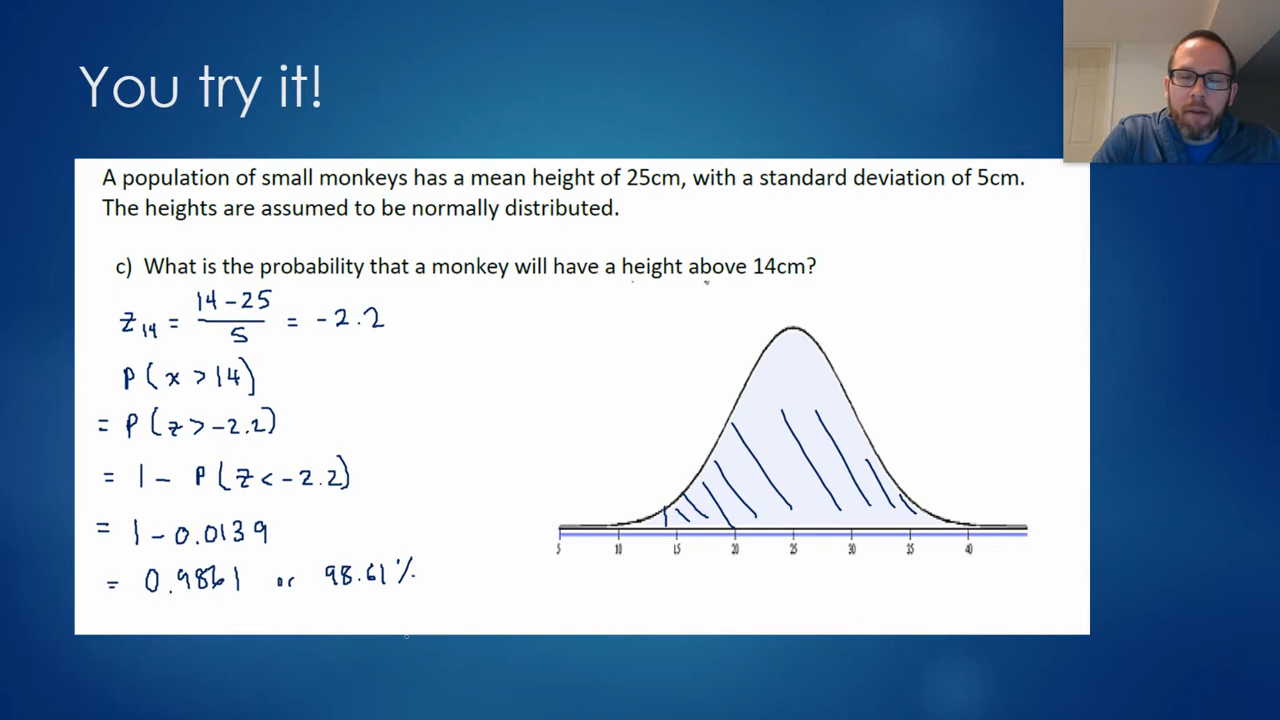 You try it!
A population of small monkeys has a mean height of 25cm, with a standard deviation of 5cm.
The heights are assumed to be normally distributed.
c) What is the probability that a monkey will have a height above 14cm?
z₁₄ = (14 - 25)/5 = -2.2
P(x > 14)
= P(z > -2.2)
= 1 - P(z < -2.2)
= 1 - 0.0139
= 0.9861 or 98.61%
5 10 15 20 25 30 35 40